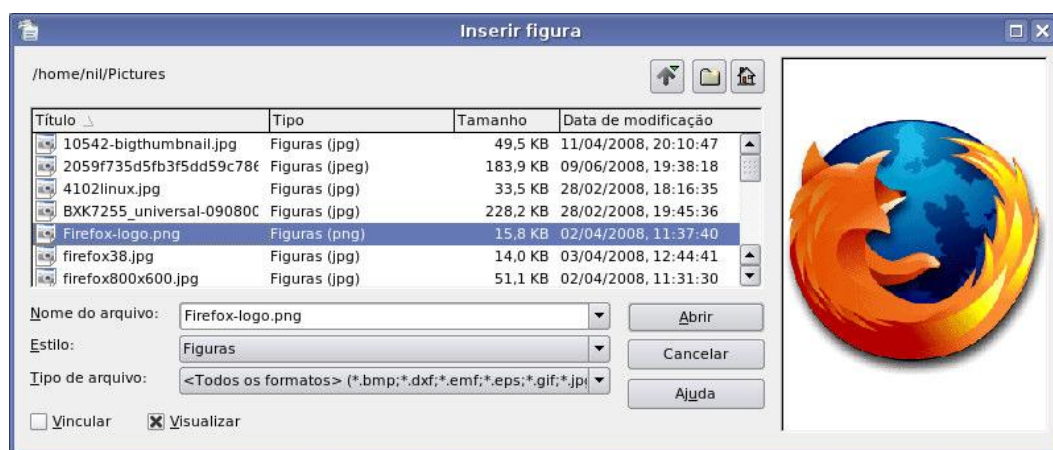 Inserir figura
/home/nil/Pictures
Título Tipo Tamanho Data de modificação
10542-bigthumbnail.jpg Figuras (jpg) 49,5 KB 11/04/2008, 20:10:47
2059f735d5fb3f5dd59c786 Figuras (jpeg) 183,9 KB 09/06/2008, 19:38:18
4102linux.jpg Figuras (jpg) 33,5 KB 28/02/2008, 18:16:35
BXK7255_universal-090800 Figuras (jpg) 228,2 KB 28/02/2008, 19:45:36
Firefox-logo.png Figuras (png) 15,8 KB 02/04/2008, 11:37:40
firefox38.jpg Figuras (jpg) 14,0 KB 03/04/2008, 12:44:41
firefox800x600.jpg Figuras (jpg) 51,1 KB 02/04/2008, 11:31:30
Nome do arquivo: Firefox-logo.png Abrir
Estilo: Figuras Cancelar
Tipo de arquivo: <Todos os formatos> (*.bmp;*.dxf;*.emf;*.eps;*.gif;*.jp Ajuda
Vincular Visualizar